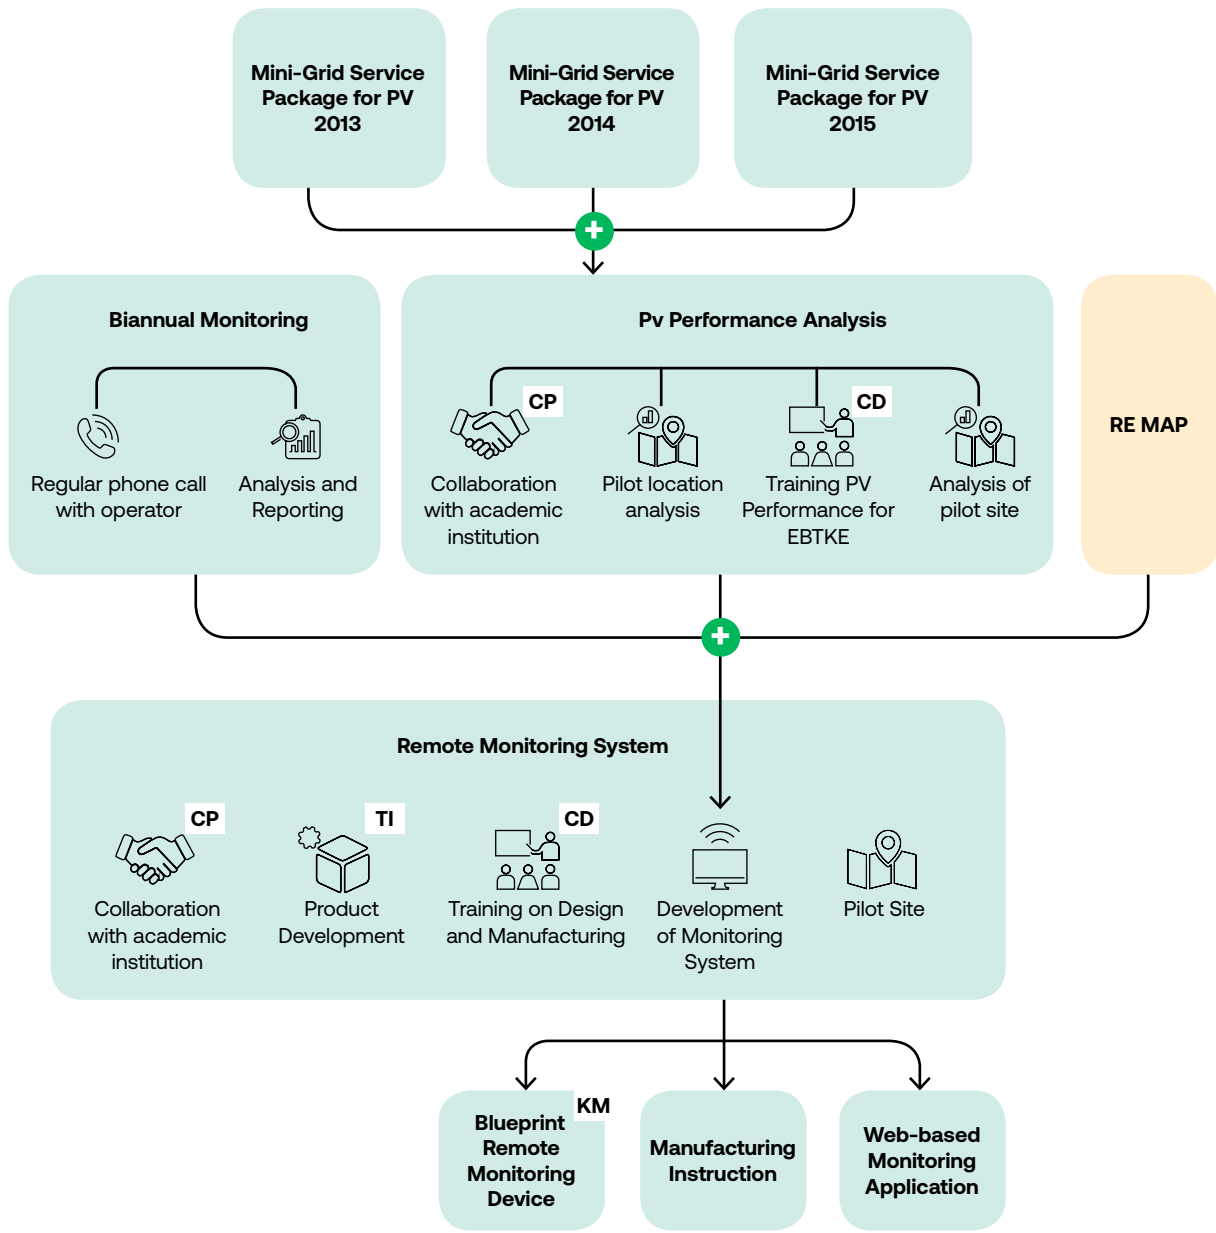 Mini-Grid Service
Package for PV
2013
Mini-Grid Service
Package for PV
2014
Mini-Grid Service
Package for PV
2015
Biannual Monitoring
Regular phone call
with operator
Analysis and
Reporting
Pv Performance Analysis
CP
Collaboration
with academic
institution
Pilot location
analysis
CD
Training PV
Performance for
EBTKE
Analysis of
pilot site
RE MAP
Remote Monitoring System
CP
Collaboration
with academic
institution
TI
Product
Development
CD
Training on Design
and Manufacturing
Development
of Monitoring
System
Pilot Site
KM
Blueprint
Remote
Monitoring
Device
Manufacturing
Instruction
Web-based
Monitoring
Application